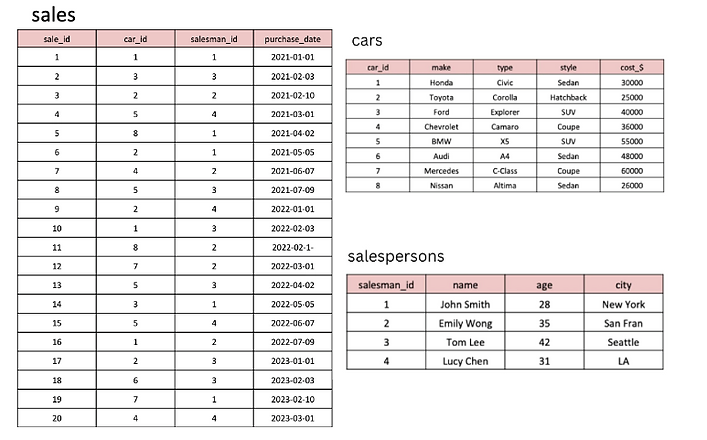 sales
sale_id car_id salesman_id purchase_date
1 1 1 2021-01-01
2 3 3 2021-02-03
3 2 2 2021-02-10
4 5 4 2021-03-01
5 8 1 2021-04-02
6 2 1 2021-05-05
7 4 2 2021-06-07
8 5 3 2021-07-09
9 2 4 2022-01-01
10 1 3 2022-02-03
11 8 2 2022-02-1-
12 7 2 2022-03-01
13 5 3 2022-04-02
14 3 1 2022-05-05
15 5 4 2022-06-07
16 1 2 2022-07-09
17 2 3 2023-01-01
18 6 3 2023-02-03
19 7 1 2023-02-10
20 4 4 2023-03-01
cars
car_id make type style cost_$
1 Honda Civic Sedan 30000
2 Toyota Corolla Hatchback 25000
3 Ford Explorer SUV 40000
4 Chevrolet Camaro Coupe 36000
5 BMW X5 SUV 55000
6 Audi A4 Sedan 48000
7 Mercedes C-Class Coupe 60000
8 Nissan Altima Sedan 26000
salespersons
salesman_id name age city
1 John Smith 28 New York
2 Emily Wong 35 San Fran
3 Tom Lee 42 Seattle
4 Lucy Chen 31 LA